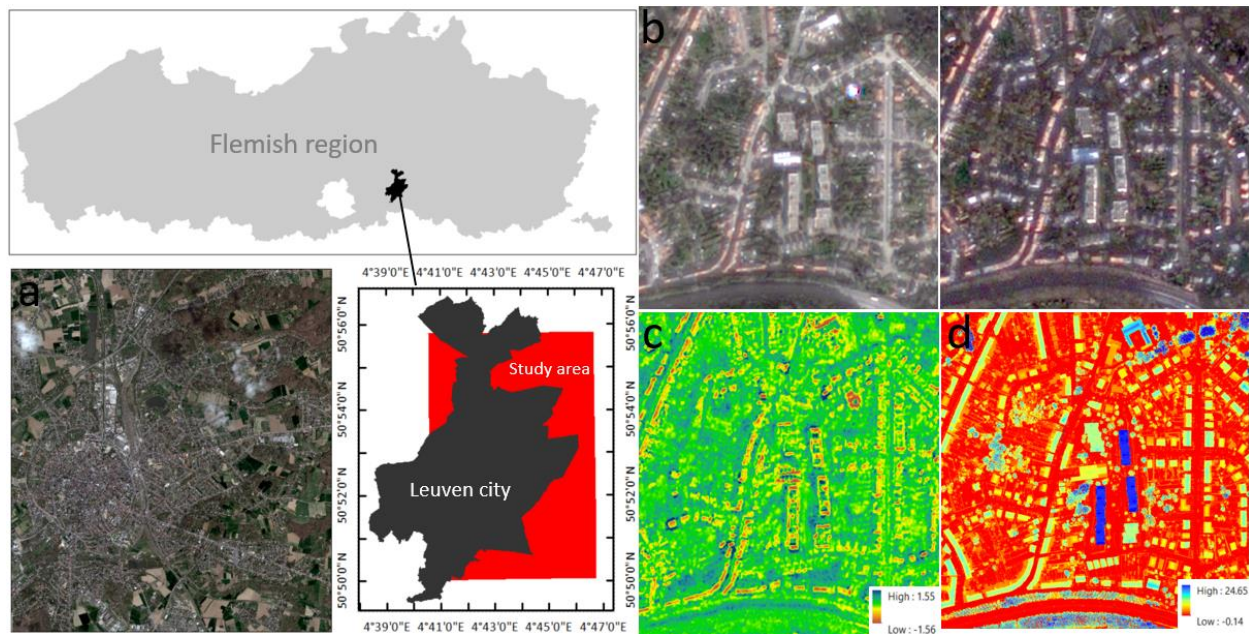 Flemish region
b
a
4°39'0"E 4°41'0"E 4°43'0"E 4°45'0"E 4°47'0"E
50°56'0"N
50°54'0"N
50°52'0"N
50°50'0"N
Study area
Leuven city
50°56'0"N
50°54'0"N
50°52'0"N
50°50'0"N
4°39'0"E 4°41'0"E 4°43'0"E 4°45'0"E 4°47'0"E
c
High : 1.55
Low : -1.56
d
High : 24.65
Low : -0.14